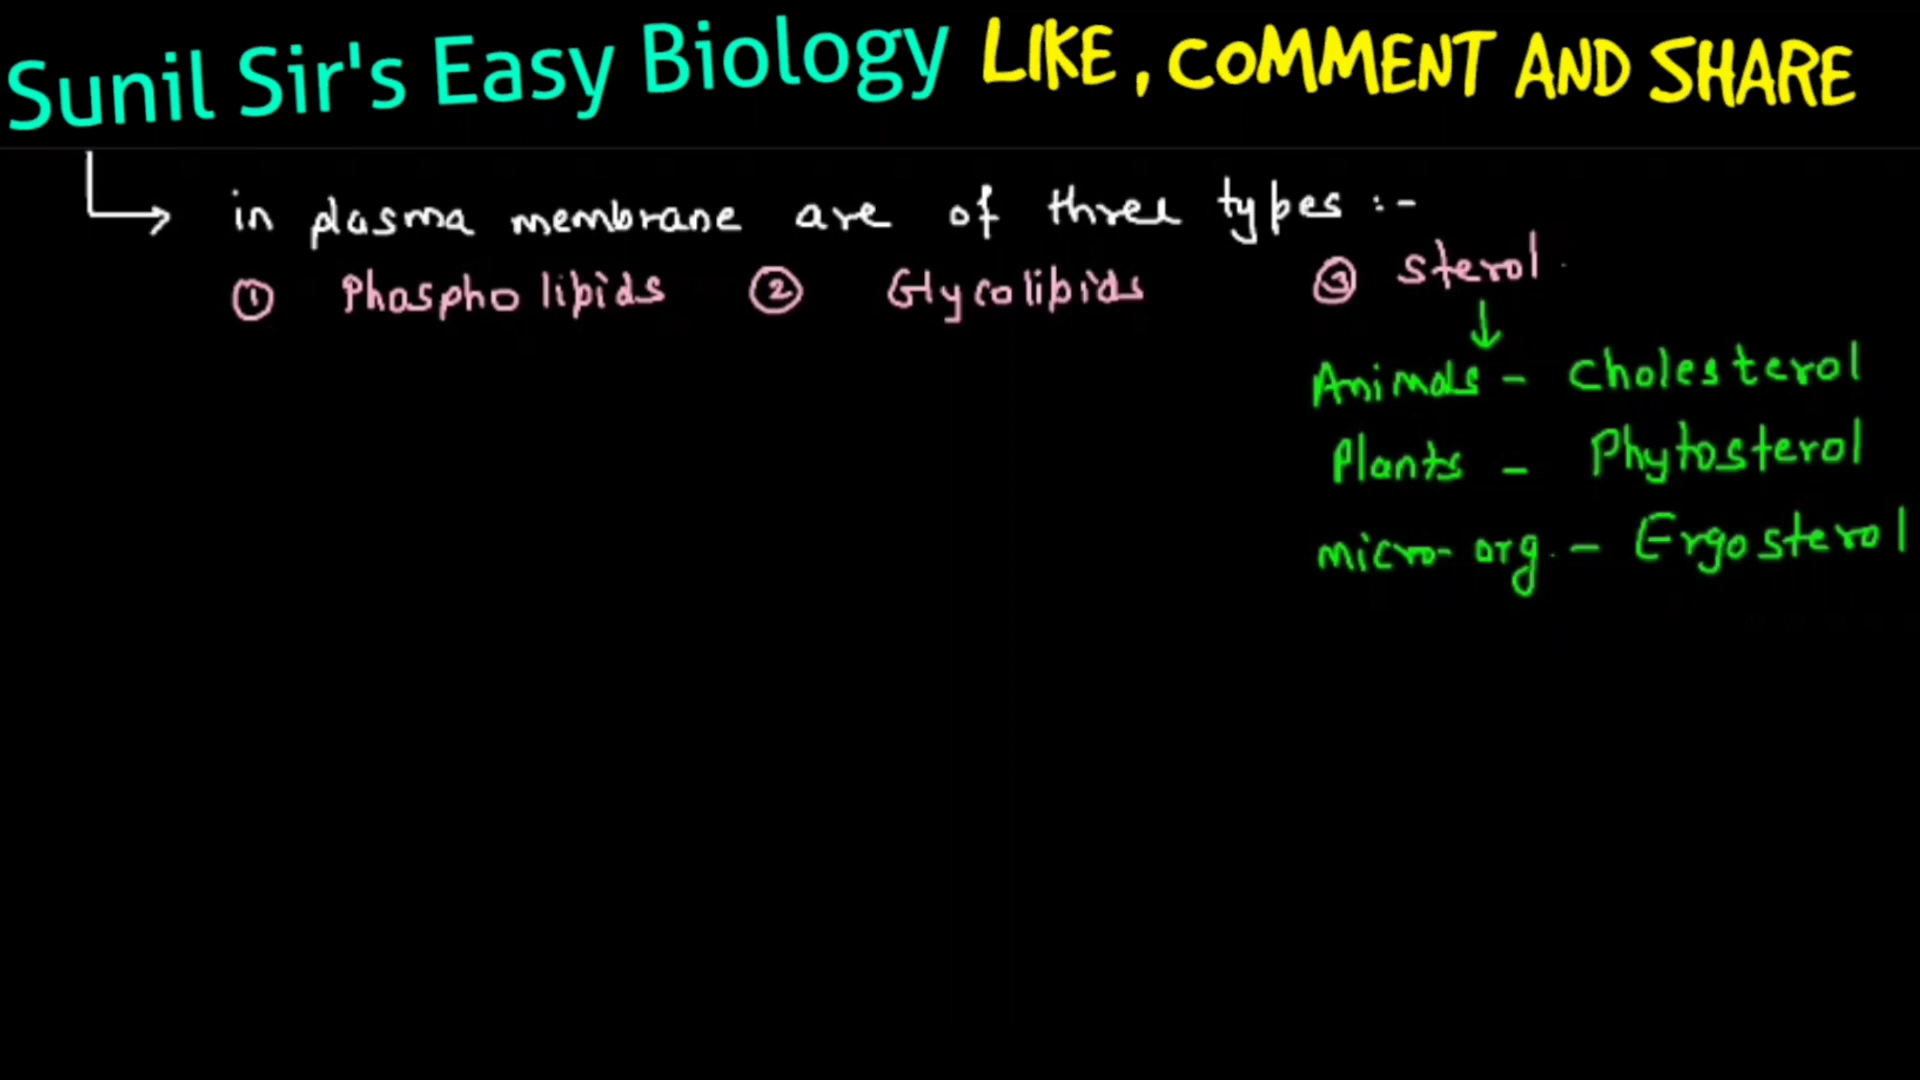 Sunil Sir's Easy Biology LIKE, COMMENT AND SHARE
in plasma membrane are of three types :-
① Phospho lipids ② Glycolipids ③ sterol
Animals - Cholesterol
Plants - Phytosterol
micro-org. - Ergosterol